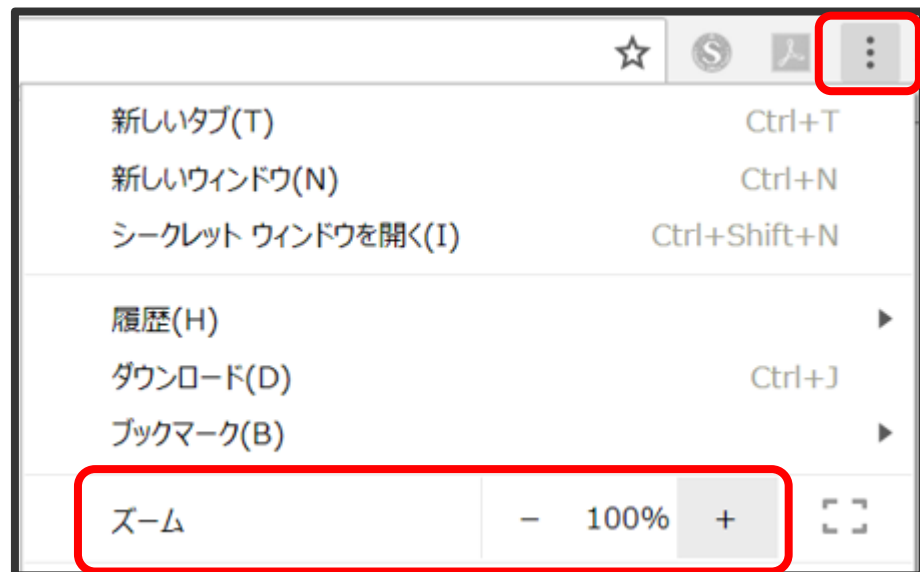 新しいタブ(T) Ctrl+T
新しいウィンドウ(N) Ctrl+N
シークレット ウィンドウを開く(I) Ctrl+Shift+N
履歴(H)
ダウンロード(D) Ctrl+J
ブックマーク(B)
ズーム − 100% +